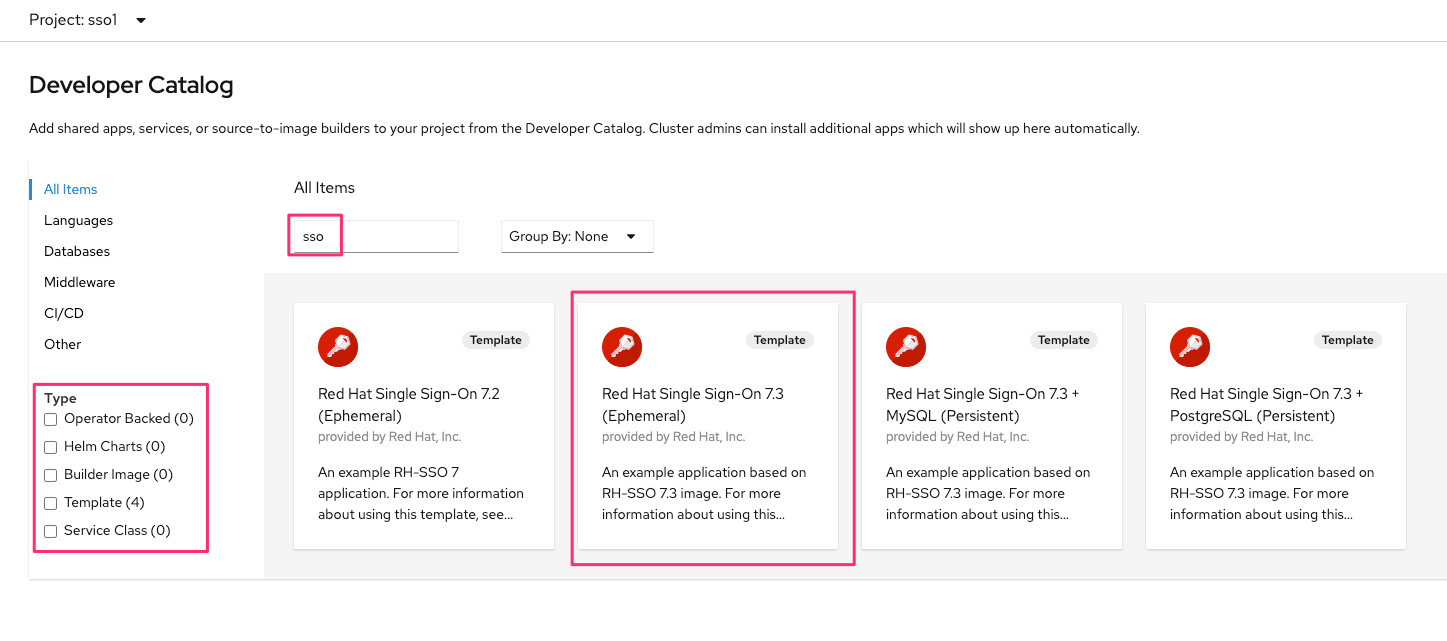 Project: sso1
Developer Catalog
Add shared apps, services, or source-to-image builders to your project from the Developer Catalog. Cluster admins can install additional apps which will show up here automatically.
All Items
Languages
Databases
Middleware
CI/CD
Other
Type
Operator Backed (0)
Helm Charts (0)
Builder Image (0)
Template (4)
Service Class (0)
All Items
sso
Group By: None
Template
Red Hat Single Sign-On 7.2
(Ephemeral)
provided by Red Hat, Inc.
An example RH-SSO 7
application. For more information
about using this template, see...
Template
Red Hat Single Sign-On 7.3
(Ephemeral)
provided by Red Hat, Inc.
An example application based on
RH-SSO 7.3 image. For more
information about using this...
Template
Red Hat Single Sign-On 7.3 +
MySQL (Persistent)
provided by Red Hat, Inc.
An example application based on
RH-SSO 7.3 image. For more
information about using this...
Template
Red Hat Single Sign-On 7.3 +
PostgreSQL (Persistent)
provided by Red Hat, Inc.
An example application based on
RH-SSO 7.3 image. For more
information about using this...